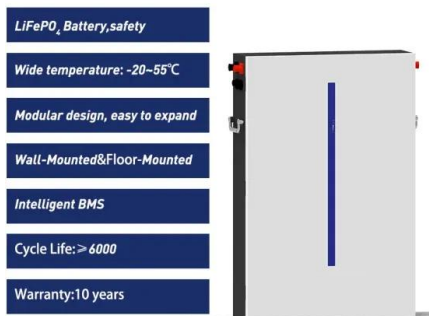 LiFePO4 Battery,safety
Wide temperature: -20~55℃
Modular design, easy to expand
Wall-Mounted&Floor-Mounted
Intelligent BMS
Cycle Life:≥6000
Warranty:10 years